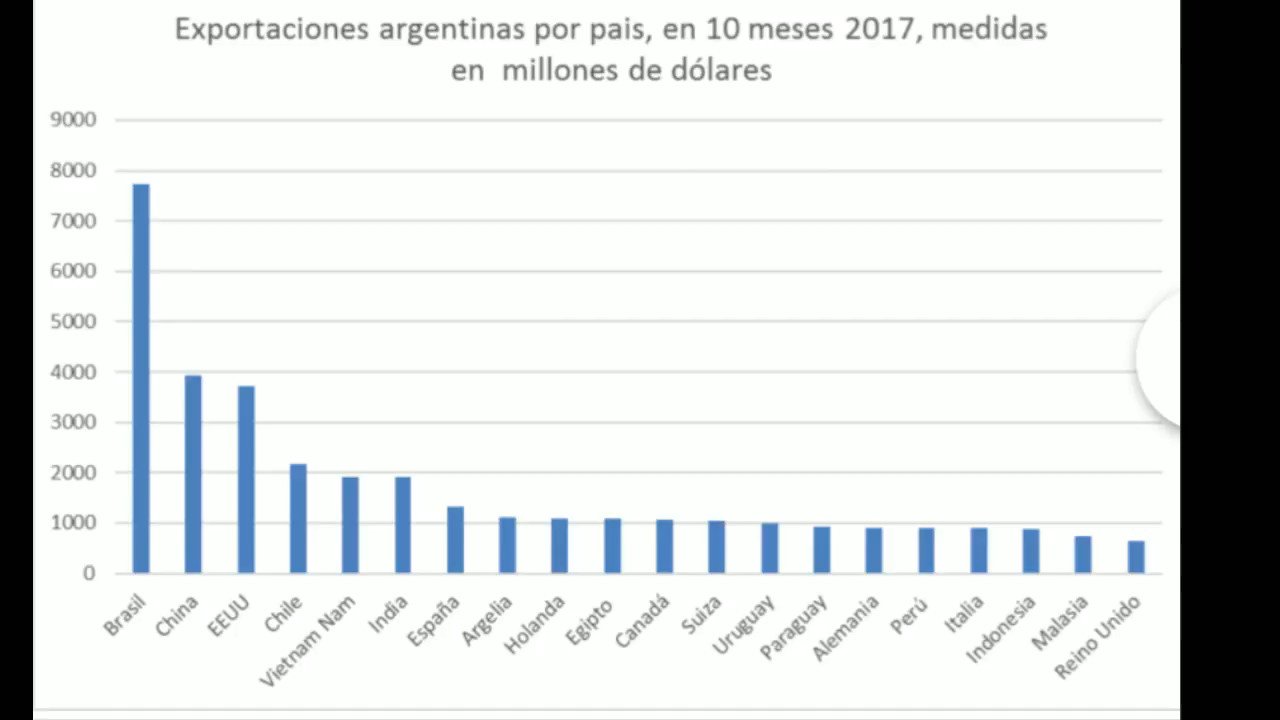 Exportaciones argentinas por pais, en 10 meses 2017, medidas
en millones de dólares
9000
8000
7000
6000
5000
4000
3000
2000
1000
0
Brasil
China
EEUU
Chile
Vietnam Nam
India
España
Argelia
Holanda
Egipto
Canadá
Suiza
Uruguay
Paraguay
Alemania
Perú
Italia
Indonesia
Malasia
Reino Unido